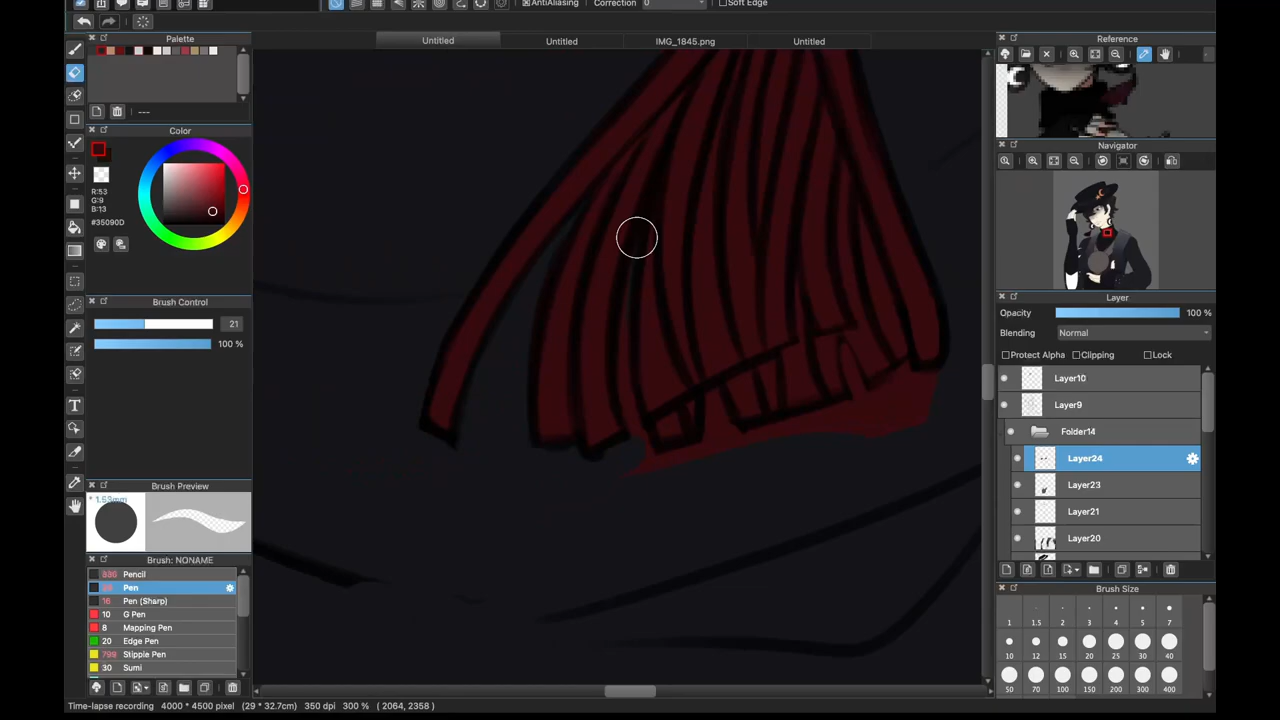 AntiAliasing Correction 0 Soft Edge
Palette
---
Color
R:53
G:9
B:13
#35090D
Brush Control
21
100 %
Brush Preview
* 1.53mm
Brush: NONAME
336 Pencil
Pen
16 Pen (Sharp)
10 G Pen
8 Mapping Pen
20 Edge Pen
799 Stipple Pen
30 Sumi
Untitled Untitled IMG_1845.png Untitled
Reference
Navigator
Layer
Opacity 100 %
Blending Normal
Protect Alpha Clipping Lock
Layer10
Layer9
Folder14
Layer24
Layer23
Layer21
Layer20
Brush Size
1 1.5 2 3 4 5 7
10 12 15 20 25 30 40
50 70 100 150 200 300 400
Time-lapse recording 4000 * 4500 pixel (29 * 32.7cm) 350 dpi 300 % ( 2064, 2358 )